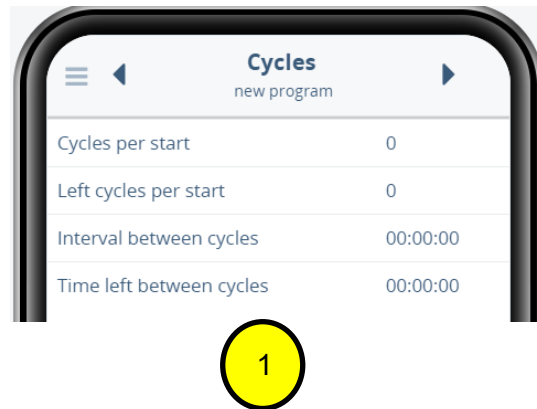 Cycles
new program
Cycles per start 0
Left cycles per start 0
Interval between cycles 00:00:00
Time left between cycles 00:00:00
1